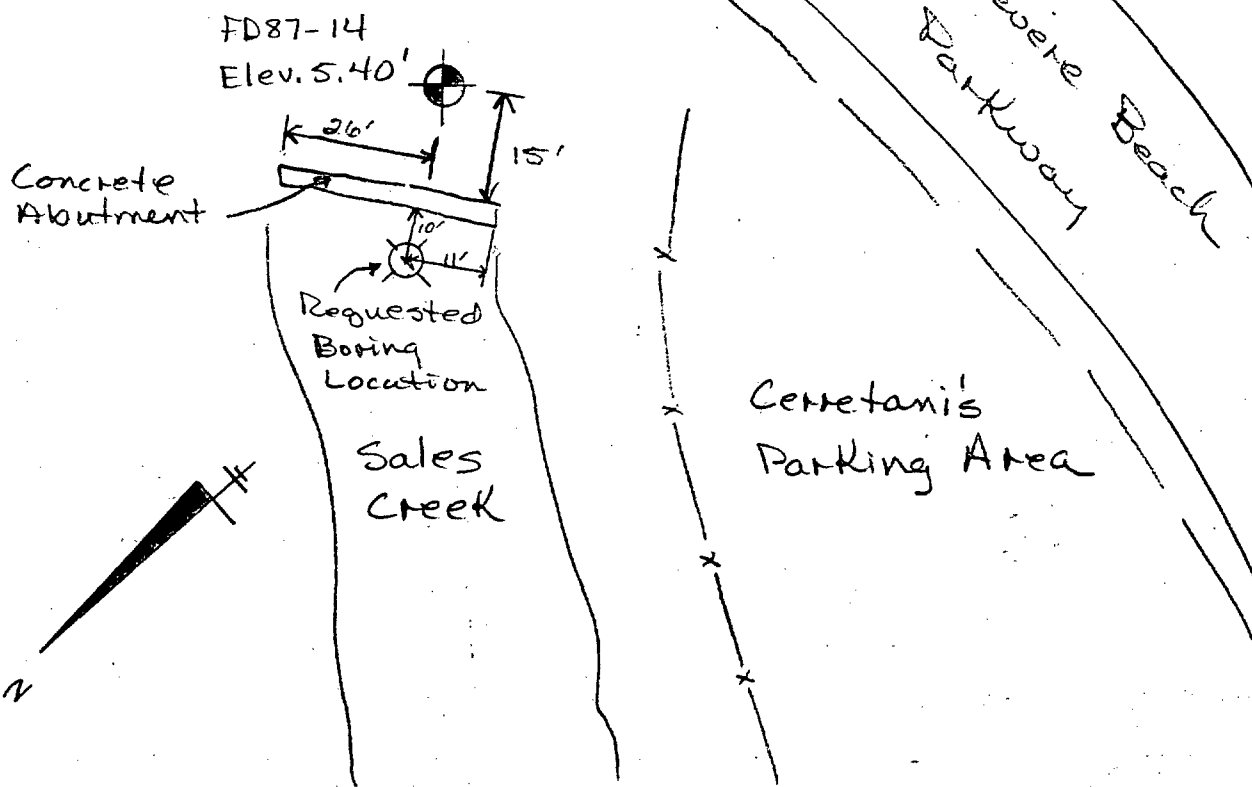 FD87-14
Elev. 5.40'
26'
15'
Concrete
Abutment
10'
11'
Requested
Boring
Location
Sales
Creek
Cerretani's
Parking Area
evere Beach
Parkway
N